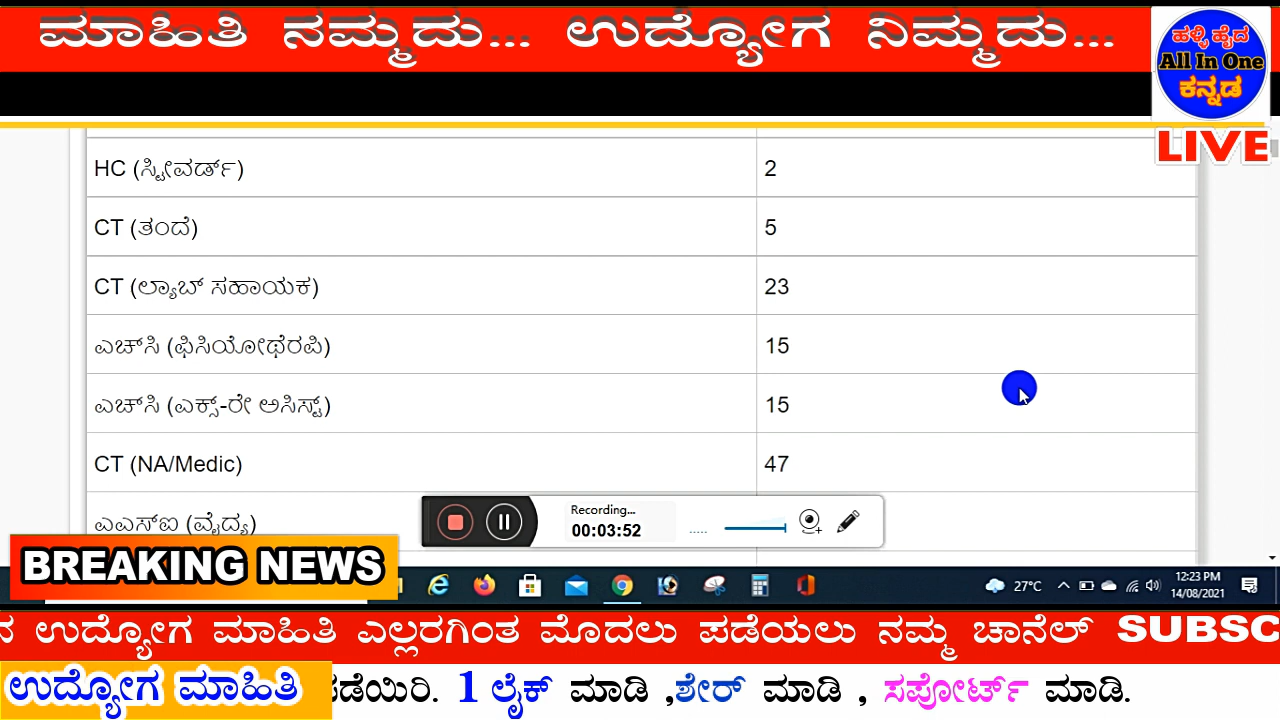 ಮಾಹಿತಿ ನಮ್ಮದು... ಉದ್ಯೋಗ ನಿಮ್ಮದು...
ಹಳ್ಳಿ ಹೈದ
All In One
ಕನ್ನಡ
LIVE
HC (ಸ್ಟೀವರ್ಡ್) 2
CT (ತಂದೆ) 5
CT (ಲ್ಯಾಬ್ ಸಹಾಯಕ) 23
ಎಚ್‌ಸಿ (ಫಿಸಿಯೋಥೆರಪಿ) 15
ಎಚ್‌ಸಿ (ಎಕ್ಸ್-ರೇ ಅಸಿಸ್ಟ್) 15
CT (NA/Medic) 47
ಎಎಸ್ಐ (ವೈದ್ಯ)
Recording...
00:03:52
BREAKING NEWS
27°C
12:23 PM
14/08/2021
ನ ಉದ್ಯೋಗ ಮಾಹಿತಿ ಎಲ್ಲರಗಿಂತ ಮೊದಲು ಪಡೆಯಲು ನಮ್ಮ ಚಾನೆಲ್ SUBSC
ಉದ್ಯೋಗ ಮಾಹಿತಿ ಪಡೆಯಿರಿ. 1 ಲೈಕ್ ಮಾಡಿ ,ಶೇರ್ ಮಾಡಿ , ಸಪೋರ್ಟ್ ಮಾಡಿ.